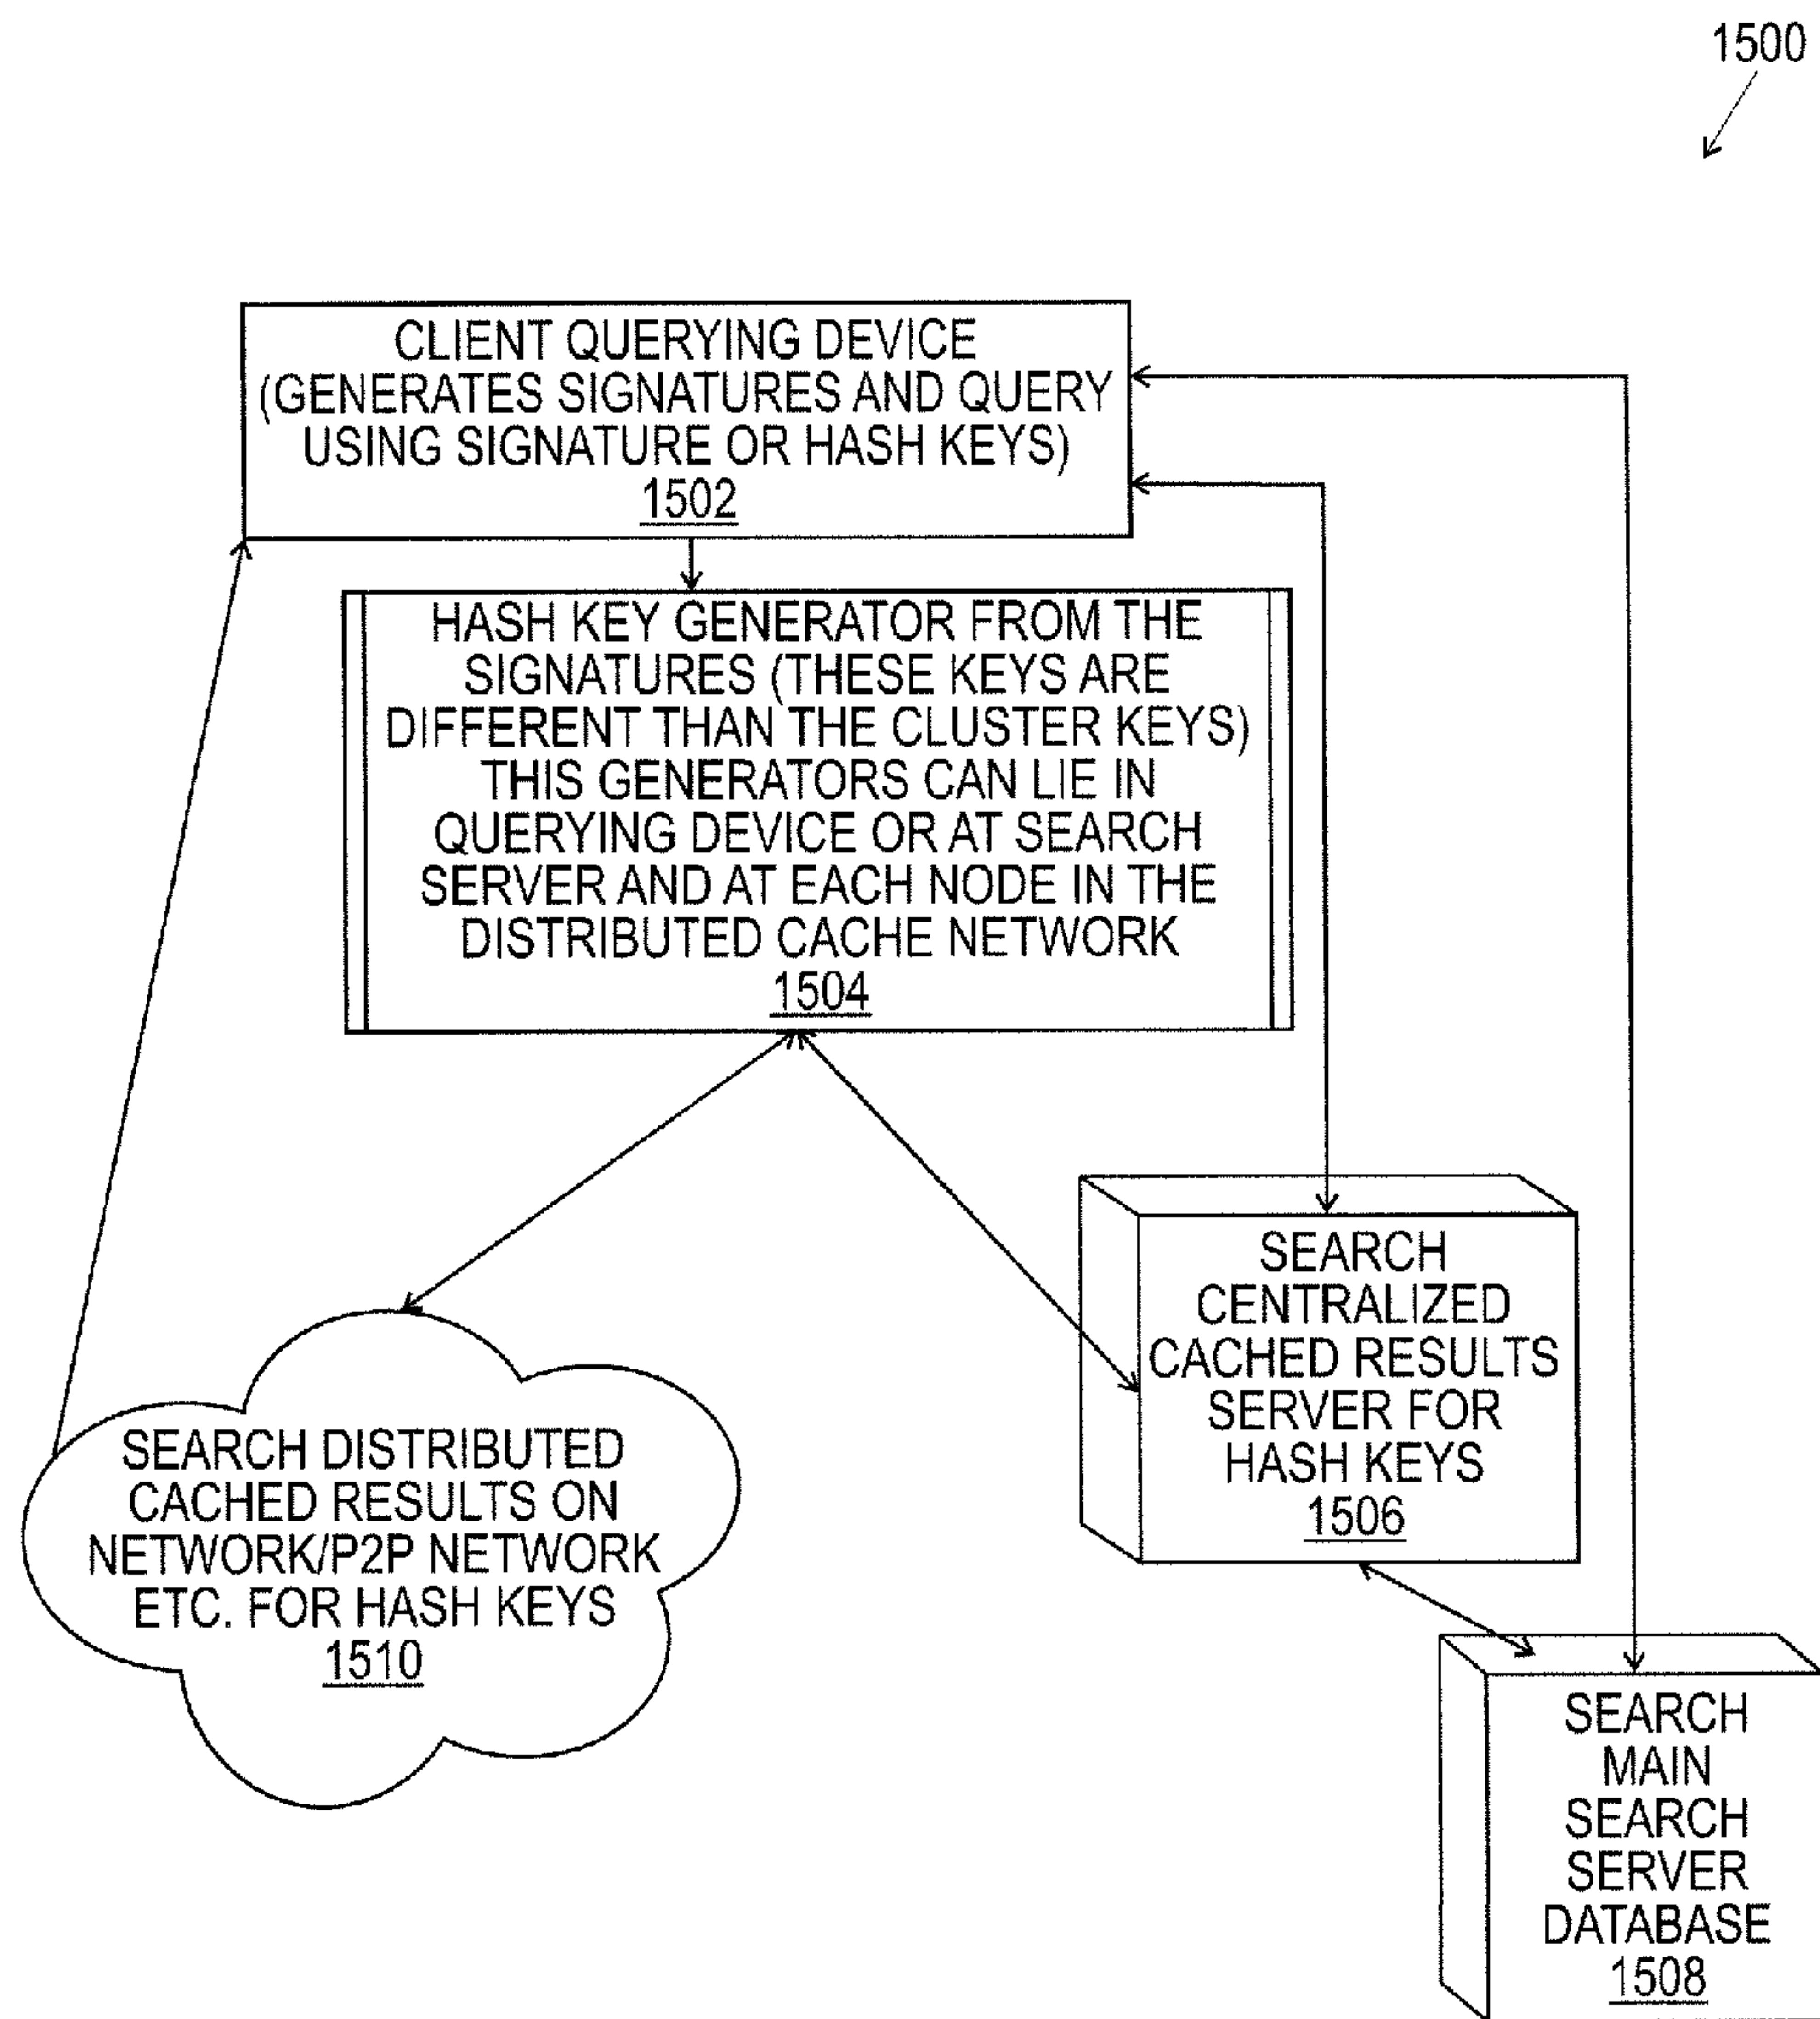 1500
CLIENT QUERYING DEVICE
(GENERATES SIGNATURES AND QUERY
USING SIGNATURE OR HASH KEYS)
1502
HASH KEY GENERATOR FROM THE
SIGNATURES (THESE KEYS ARE
DIFFERENT THAN THE CLUSTER KEYS)
THIS GENERATORS CAN LIE IN
QUERYING DEVICE OR AT SEARCH
SERVER AND AT EACH NODE IN THE
DISTRIBUTED CACHE NETWORK
1504
SEARCH
CENTRALIZED
CACHED RESULTS
SERVER FOR
HASH KEYS
1506
SEARCH DISTRIBUTED
CACHED RESULTS ON
NETWORK/P2P NETWORK
ETC. FOR HASH KEYS
1510
SEARCH
MAIN
SEARCH
SERVER
DATABASE
1508